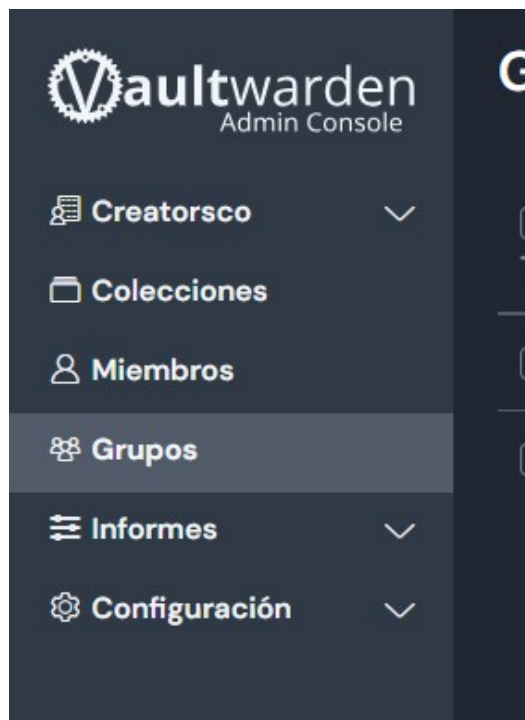 Vaultwarden
Admin Console
G
Creatorsco
Colecciones
Miembros
Grupos
Informes
Configuración